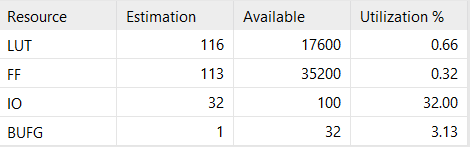 Resource Estimation Available Utilization %
LUT 116 17600 0.66
FF 113 35200 0.32
IO 32 100 32.00
BUFG 1 32 3.13